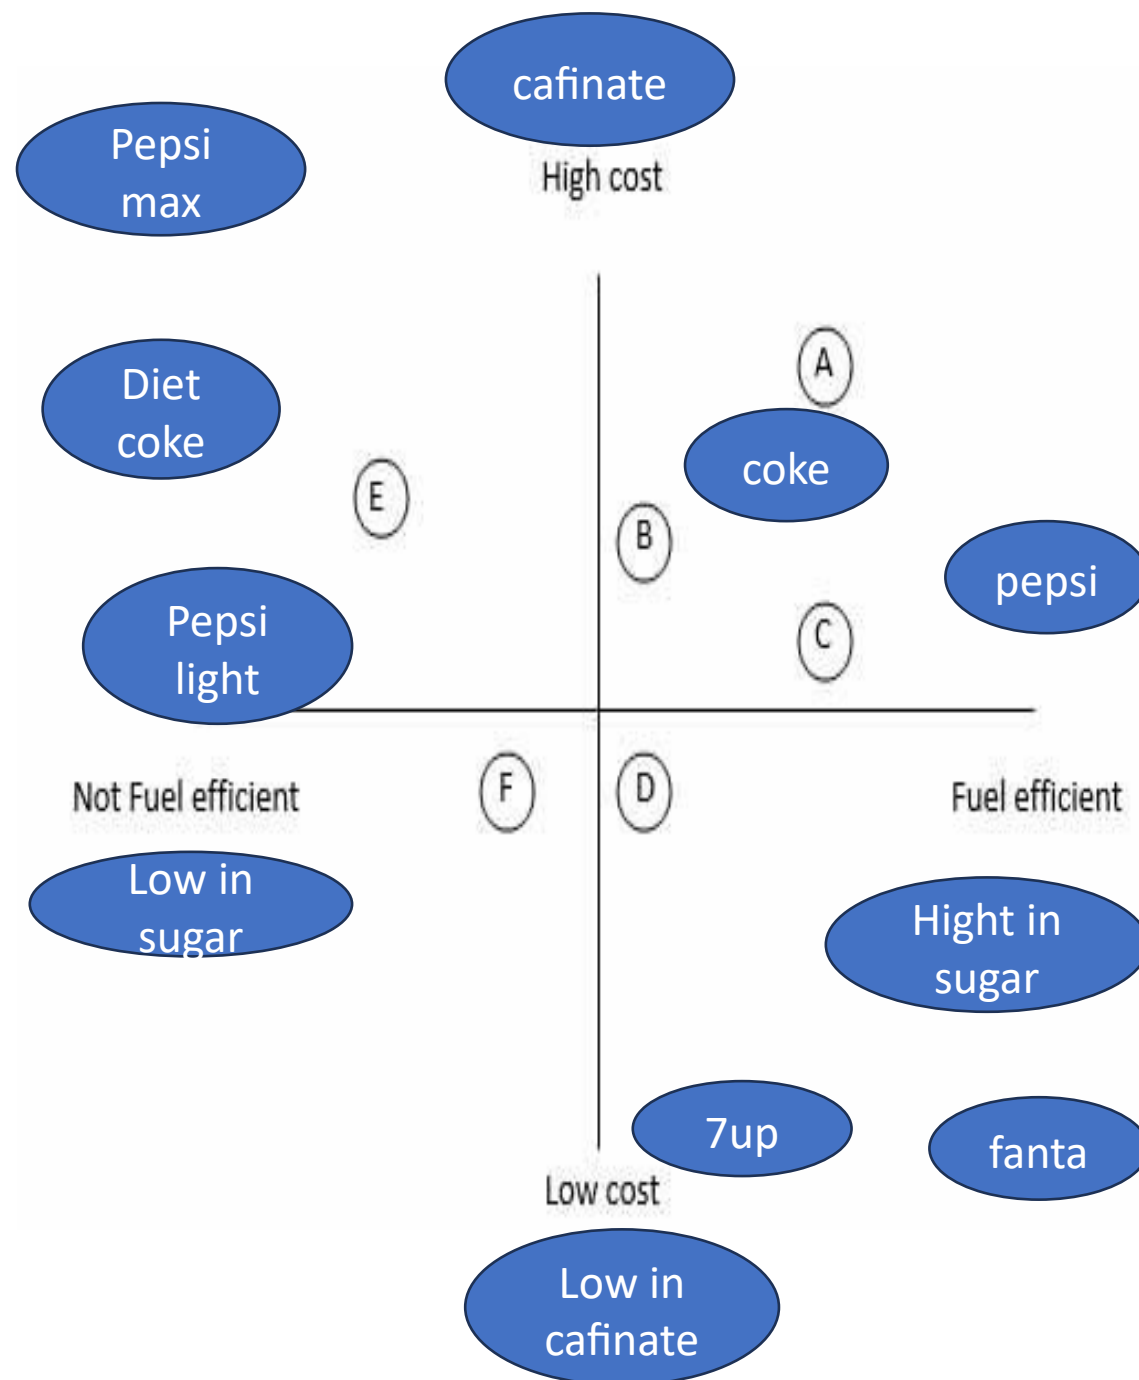 cafinate
Pepsi
max
High cost
A
Diet
coke
coke
E
B
pepsi
C
Pepsi
light
F
D
Not Fuel efficient
Fuel efficient
Low in
sugar
Hight in
sugar
7up
fanta
Low cost
Low in
cafinate